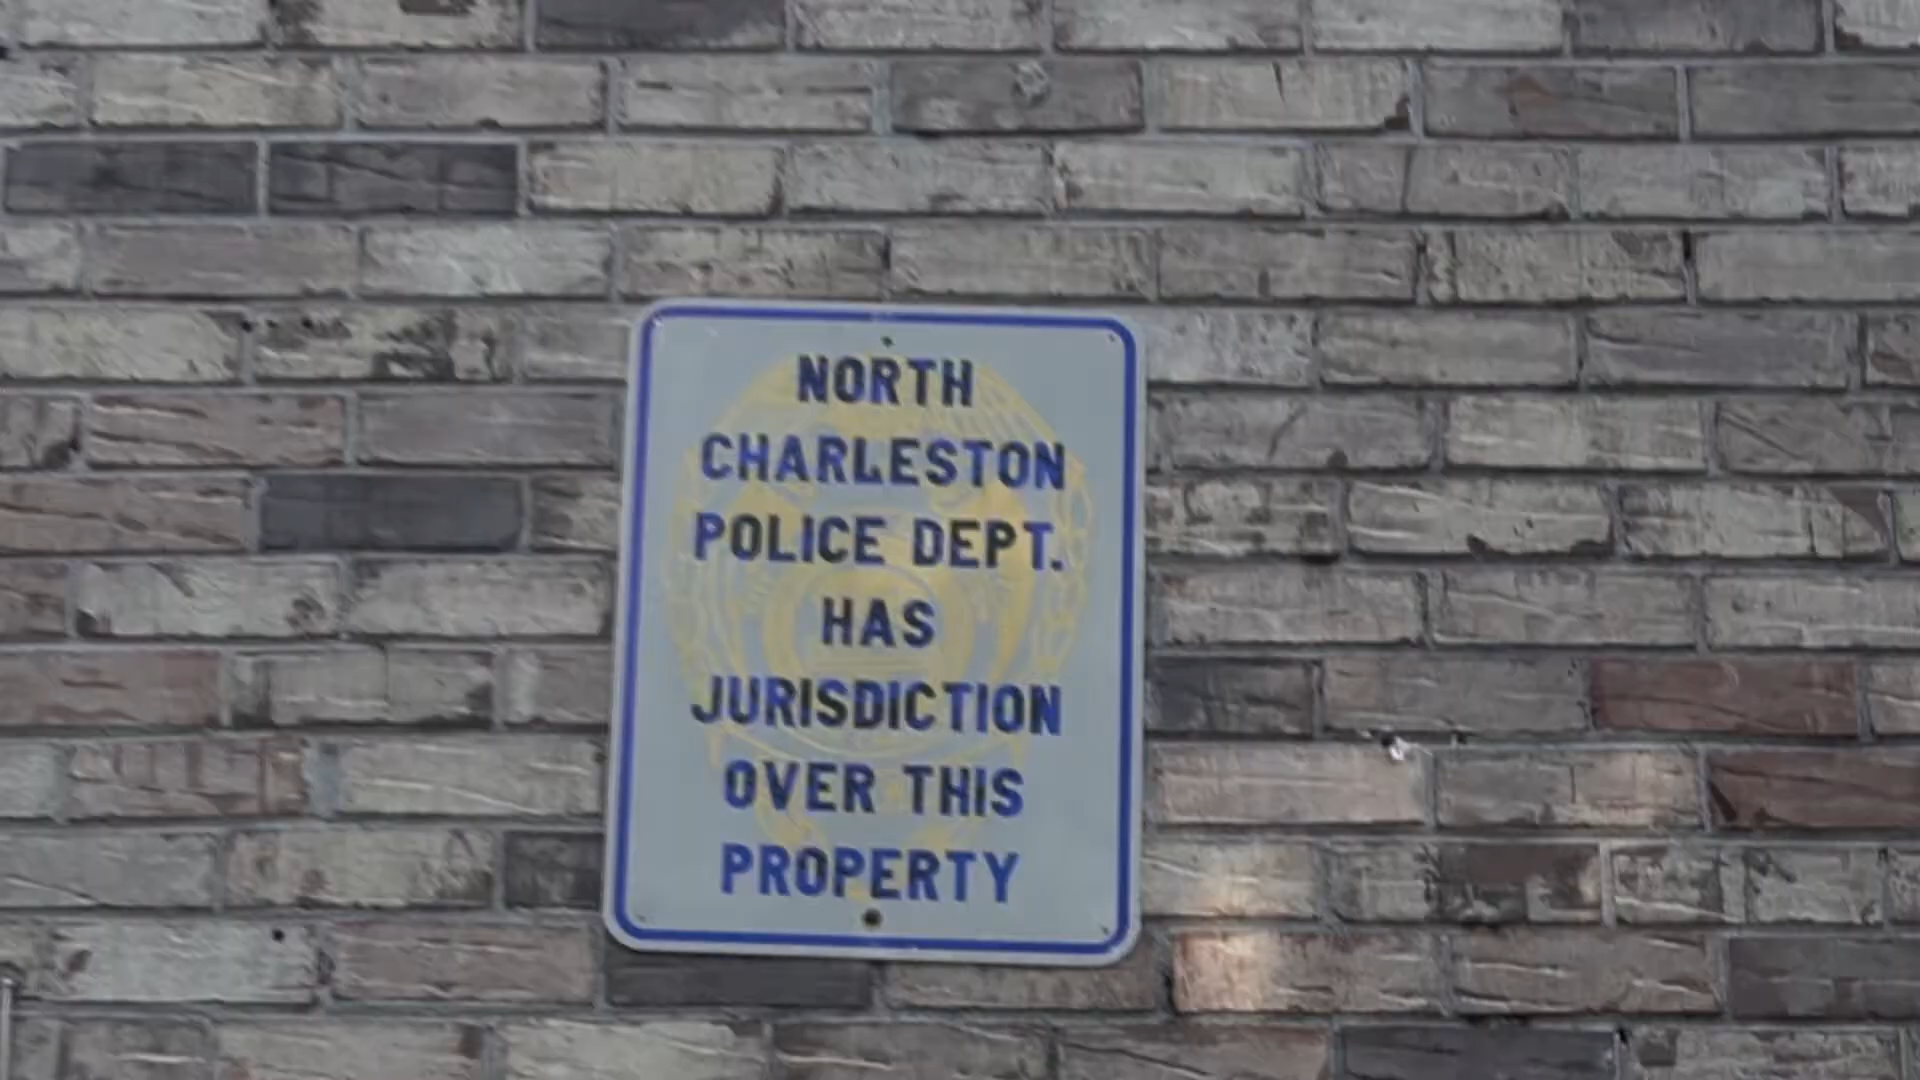 NORTH
CHARLESTON
POLICE DEPT.
HAS
JURISDICTION
OVER THIS
PROPERTY